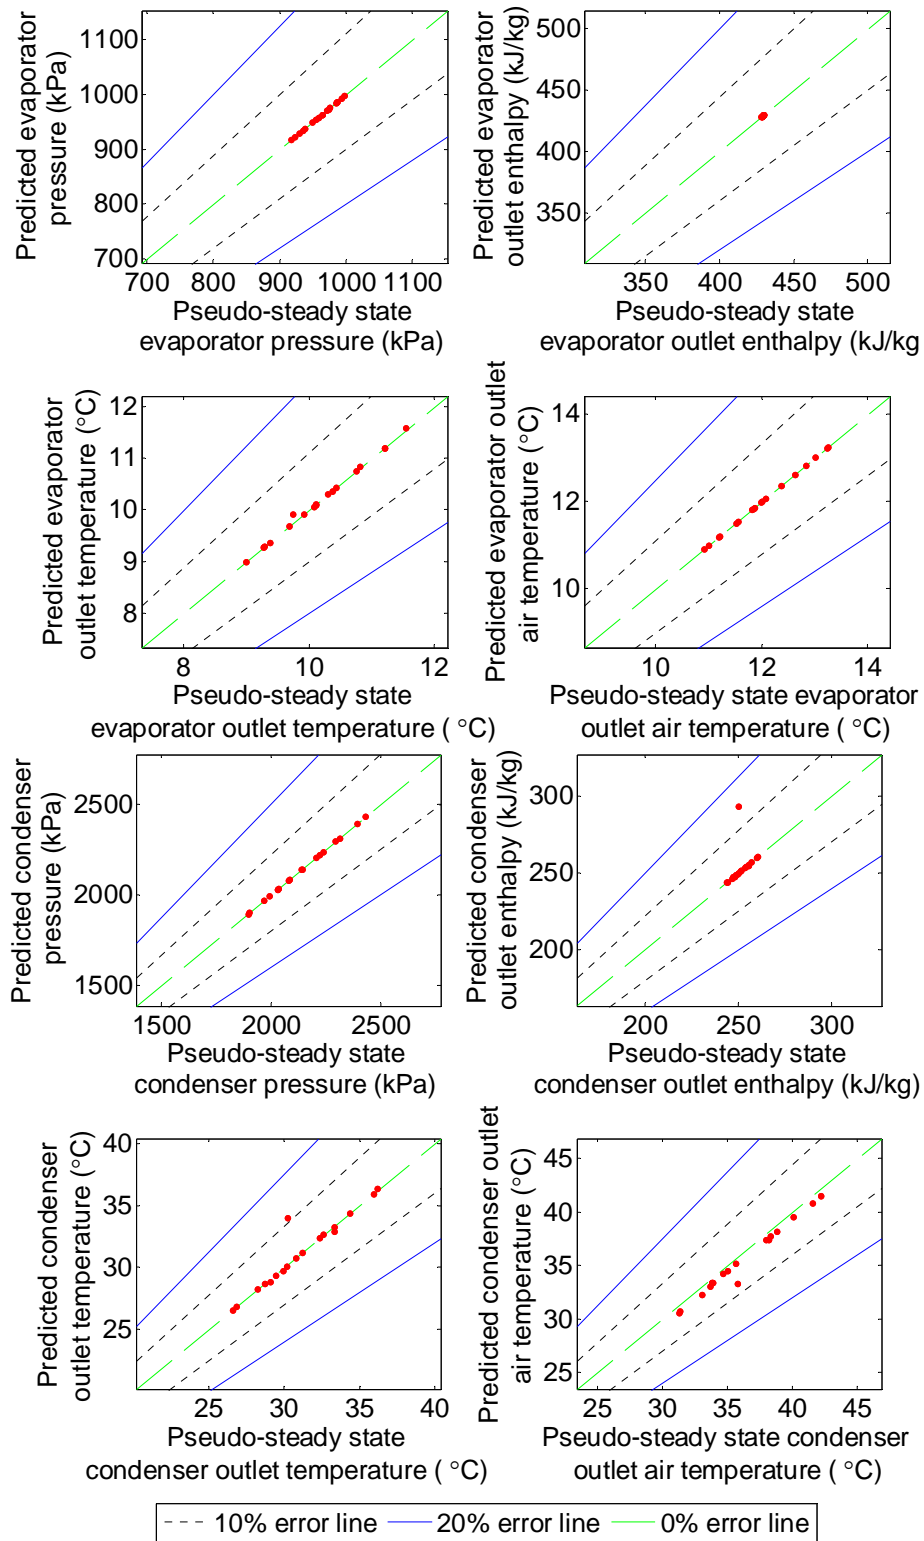 Predicted evaporator
pressure (kPa)
1100
1000
900
800
700
700 800 900 1000 1100
Pseudo-steady state
evaporator pressure (kPa)
Predicted evaporator
outlet enthalpy (kJ/kg)
500
450
400
350
350 400 450 500
Pseudo-steady state
evaporator outlet enthalpy (kJ/kg
Predicted evaporator
outlet temperature (°C)
12
11
10
9
8
8 10 12
Pseudo-steady state
evaporator outlet temperature ( °C)
Predicted evaporator outlet
air temperature (°C)
14
12
10
10 12 14
Pseudo-steady state evaporator
outlet air temperature ( °C)
Predicted condenser
pressure (kPa)
2500
2000
1500
1500 2000 2500
Pseudo-steady state
condenser pressure (kPa)
Predicted condenser
outlet enthalpy (kJ/kg)
300
250
200
200 250 300
Pseudo-steady state
condenser outlet enthalpy (kJ/kg)
Predicted condenser
outlet temperature (°C)
40
35
30
25
25 30 35 40
Pseudo-steady state
condenser outlet temperature ( °C)
Predicted condenser outlet
air temperature (°C)
45
40
35
30
25
25 30 35 40 45
Pseudo-steady state condenser
outlet air temperature ( °C)
10% error line 20% error line 0% error line